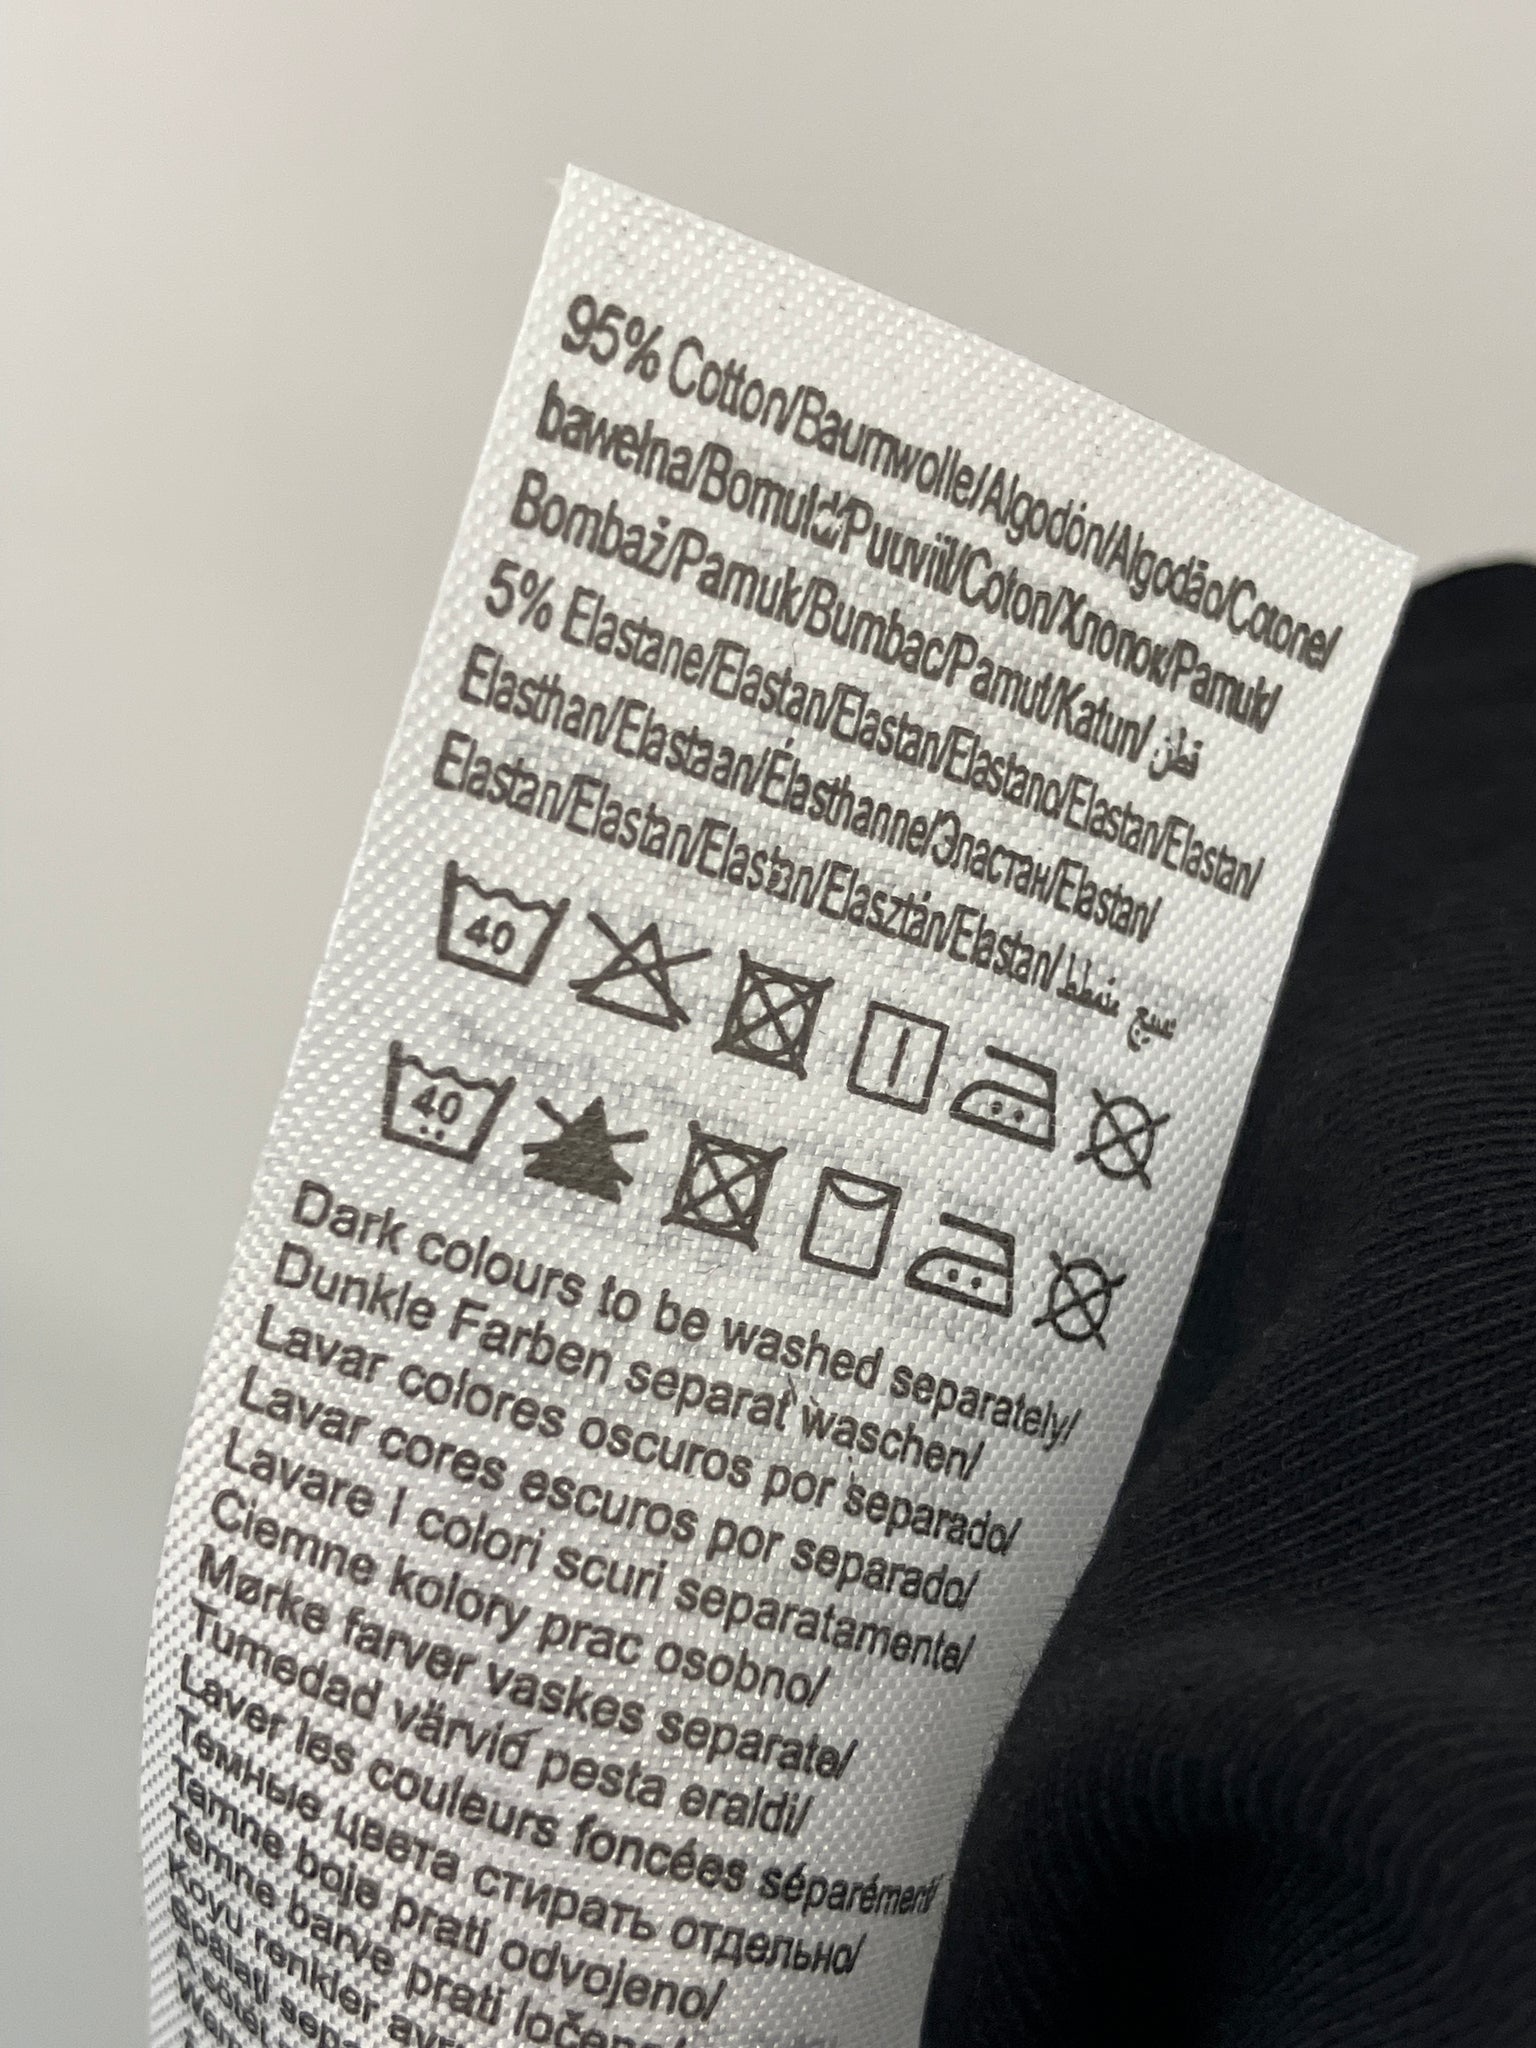 95% Cotton/Baumwolle/Algodón/Algodão/Cotone/
bawełna/Bomuld/Puuvill/Coton/Хлопок/Pamuk/
Bombaž/Pamuk/Bumbac/Pamut/Katun/ قطن
5% Elastane/Elastan/Elastan/Elastano/Elastan/Elastan/
Elasthan/Elastaan/Élasthanne/Эластан/Elastan/
Elastan/Elastan/Elastan/Elasztán/Elastan/
40
40
Dark colours to be washed separately/
Dunkle Farben separat waschen/
Lavar colores oscuros por separado/
Lavar cores escuros por separado/
Lavare I colori scuri separatamente/
Ciemne kolory prac osobno/
Mørke farver vaskes separate/
Tumedad värvid pesta eraldi/
Laver les couleurs foncées séparément/
Темные цвета стирать отдельно/
Tamne boje prati odvojeno/
Temne barve prati ločeno/
Koyu renkler
Spălați